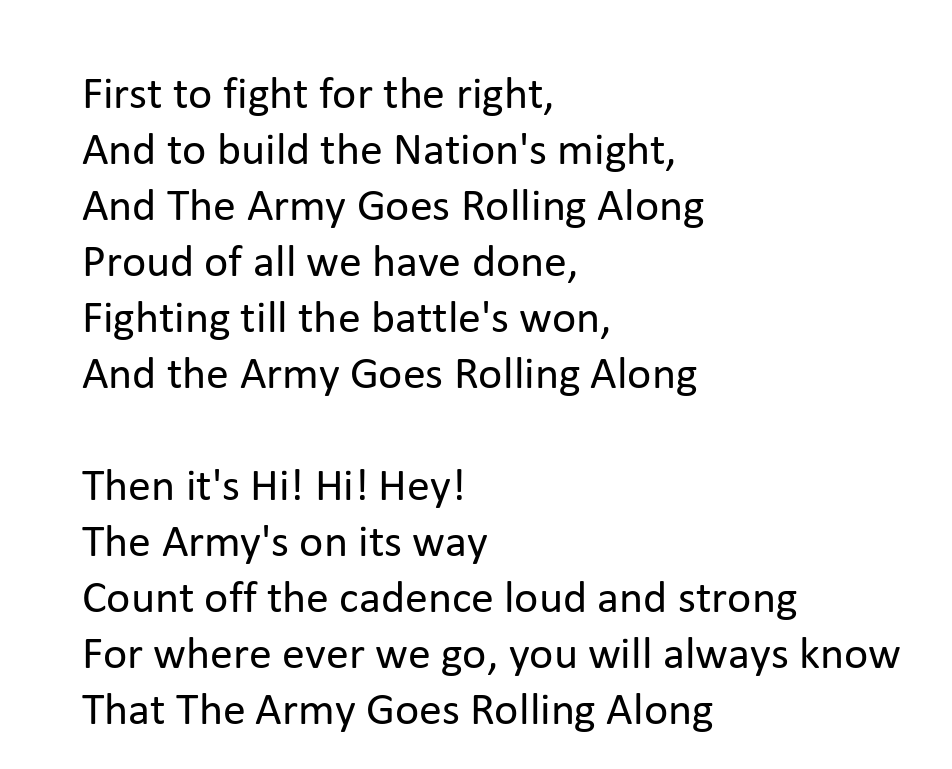 First to fight for the right,
And to build the Nation's might,
And The Army Goes Rolling Along
Proud of all we have done,
Fighting till the battle's won,
And the Army Goes Rolling Along

Then it's Hi! Hi! Hey!
The Army's on its way
Count off the cadence loud and strong
For where ever we go, you will always know
That The Army Goes Rolling Along